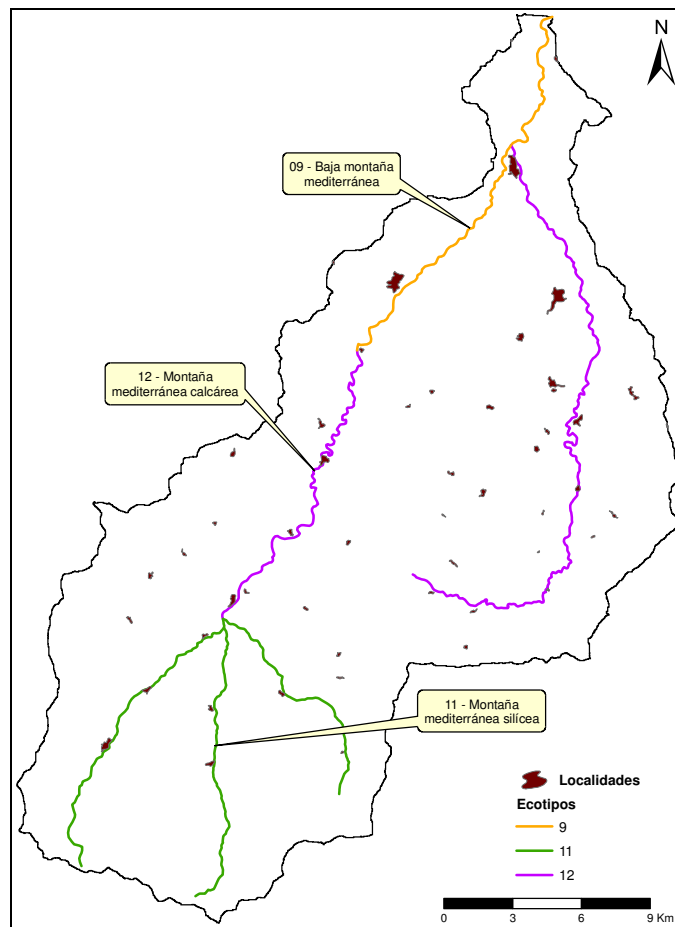 N
09 - Baja montaña
mediterránea
12 - Montaña
mediterránea calcárea
11 - Montaña
mediterránea silícea
Localidades
Ecotipos
9
11
12
0 3 6 9 Km